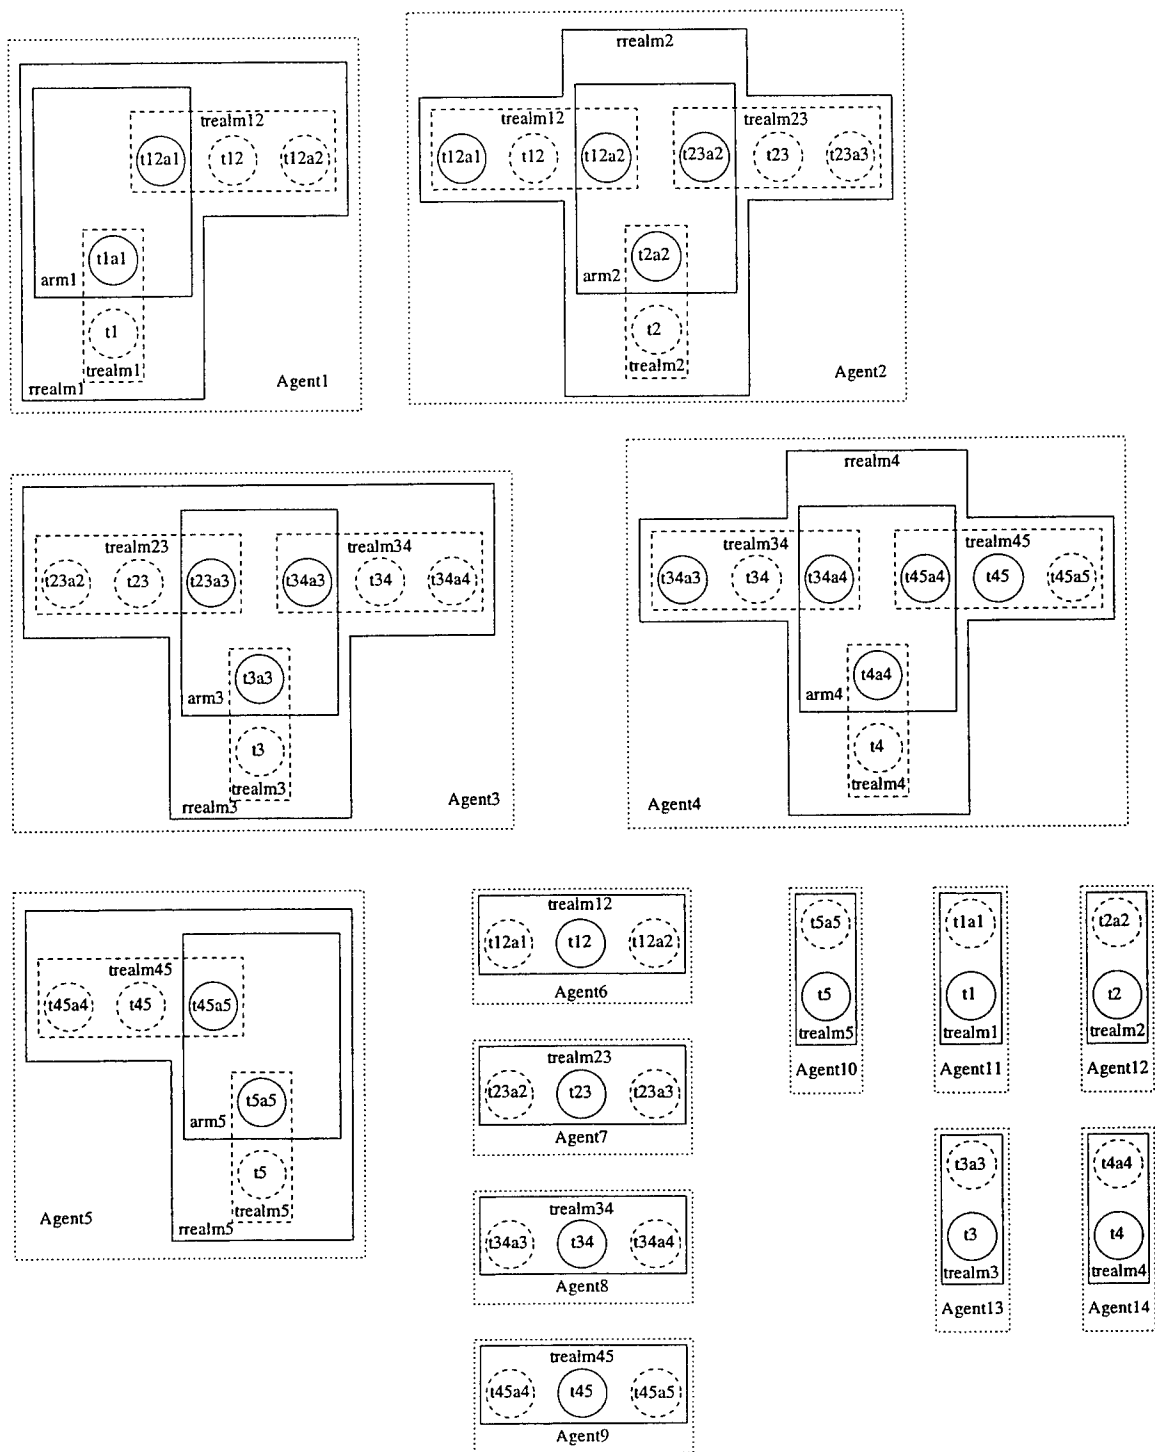 trealm12
t12a1
t12
t12a2
t1a1
arm1
t1
trealm1
rrealm1
Agent1
rrealm2
trealm12
trealm23
t12a1
t12
t12a2
t23a2
t23
t23a3
t2a2
arm2
t2
trealm2
Agent2
trealm23
trealm34
t23a2
t23
t23a3
t34a3
t34
t34a4
t3a3
arm3
t3
trealm3
rrealm3
Agent3
rrealm4
trealm34
trealm45
t34a3
t34
t34a4
t45a4
t45
t45a5
t4a4
arm4
t4
trealm4
Agent4
trealm45
t45a4
t45
t45a5
t5a5
arm5
t5
trealm5
rrealm5
Agent5
trealm12
t12a1
t12
t12a2
Agent6
trealm23
t23a2
t23
t23a3
Agent7
trealm34
t34a3
t34
t34a4
Agent8
trealm45
t45a4
t45
t45a5
Agent9
t5a5
t5
trealm5
Agent10
t1a1
t1
trealm1
Agent11
t2a2
t2
trealm2
Agent12
t3a3
t3
trealm3
Agent13
t4a4
t4
trealm4
Agent14